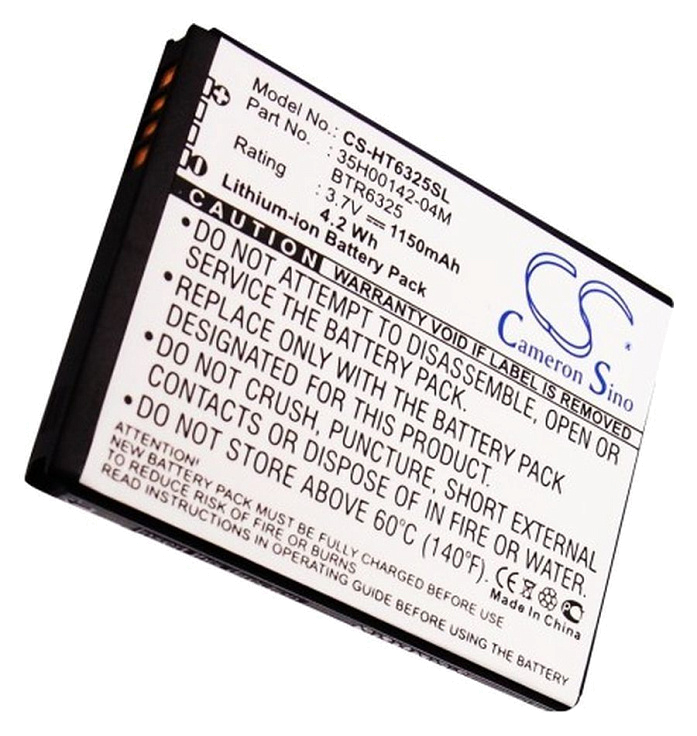 Model No.: CS-HT6325SL
Part No. : 35H00142-04M
BTR6325
Rating : 3.7V 1150mAh
4.2 Wh
Lithium-ion Battery Pack
CAUTION WARRANTY VOID IF LABEL IS REMOVED
CS
Cameron Sino
•DO NOT ATTEMPT TO DISASSEMBLE, OPEN OR
SERVICE THE BATTERY PACK.
•REPLACE ONLY WITH THE BATTERY PACK
DESIGNATED FOR THIS PRODUCT.
•DO NOT CRUSH, PUNCTURE, SHORT EXTERNAL
CONTACTS OR DISPOSE OF IN FIRE OR WATER.
•DO NOT STORE ABOVE 60°C (140°F).
CE
Made in China
ATTENTION!
NEW BATTERY PACK MUST BE FULLY CHARGED BEFORE USE
TO REDUCE RISK OF FIRE OR BURNS
READ INSTRUCTIONS IN OPERATING GUIDE BEFORE USING THE BATTERY